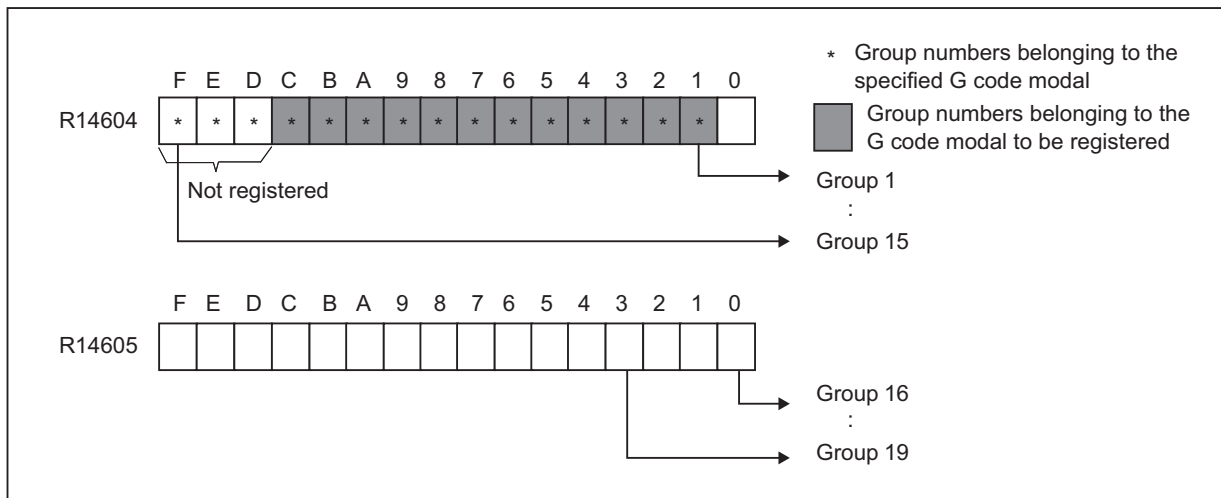 F E D C B A 9 8 7 6 5 4 3 2 1 0
R14604 * * * * * * * * * * * * * * *
Not registered
* Group numbers belonging to the
specified G code modal
Group numbers belonging to the
G code modal to be registered
Group 1
:
Group 15
F E D C B A 9 8 7 6 5 4 3 2 1 0
R14605
Group 16
:
Group 19